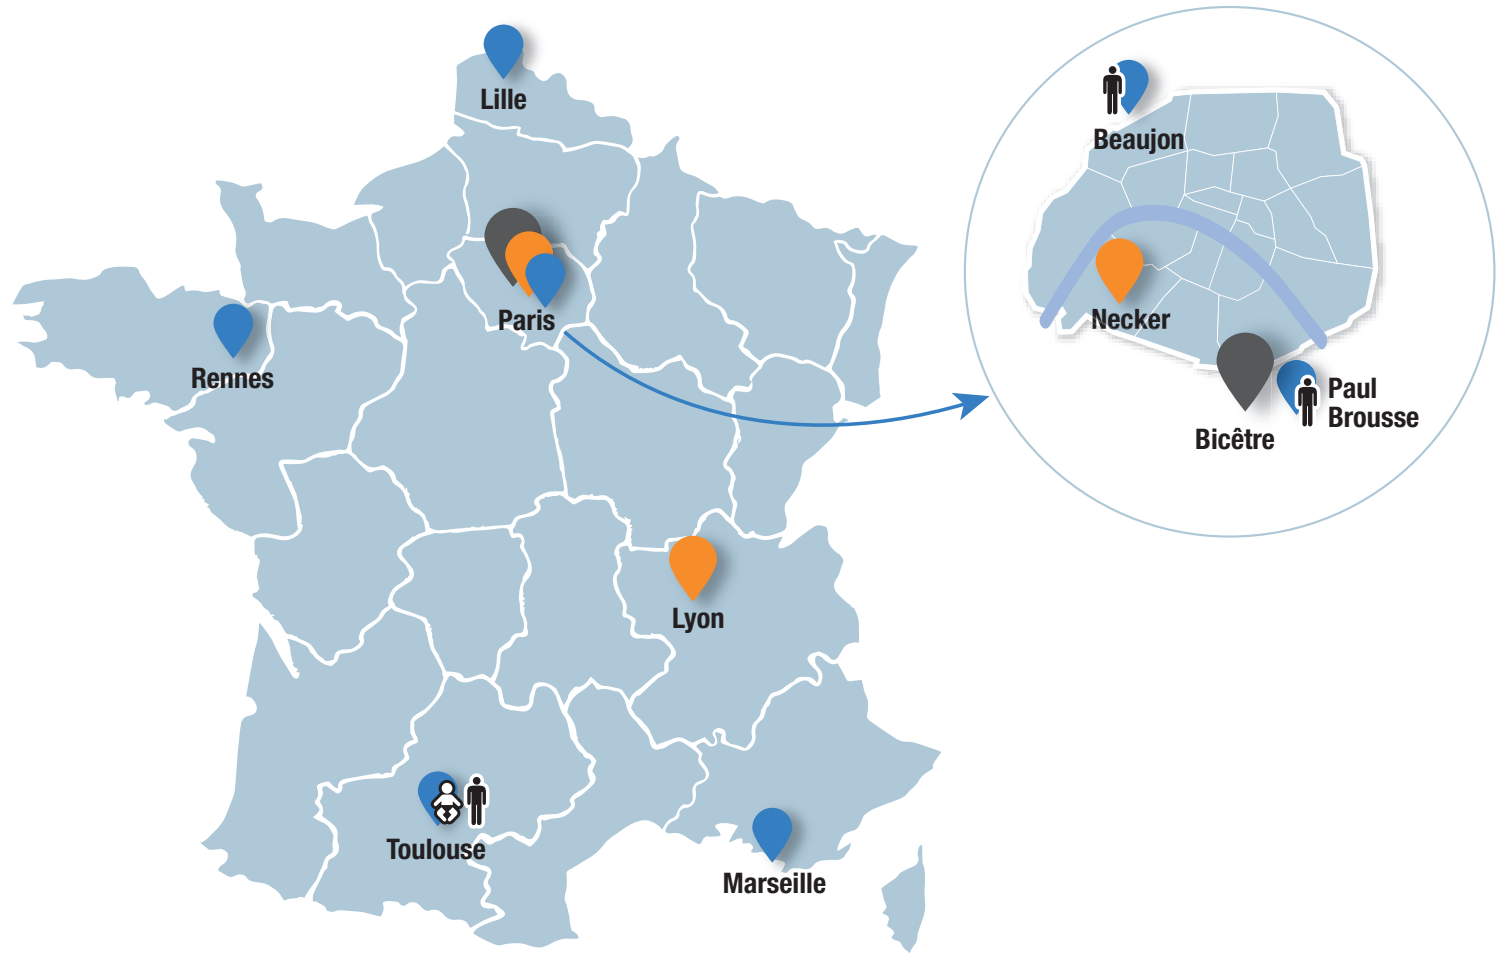 Lille
Paris
Rennes
Lyon
Toulouse
Marseille
Beaujon
Necker
Bicêtre
Paul
Brousse